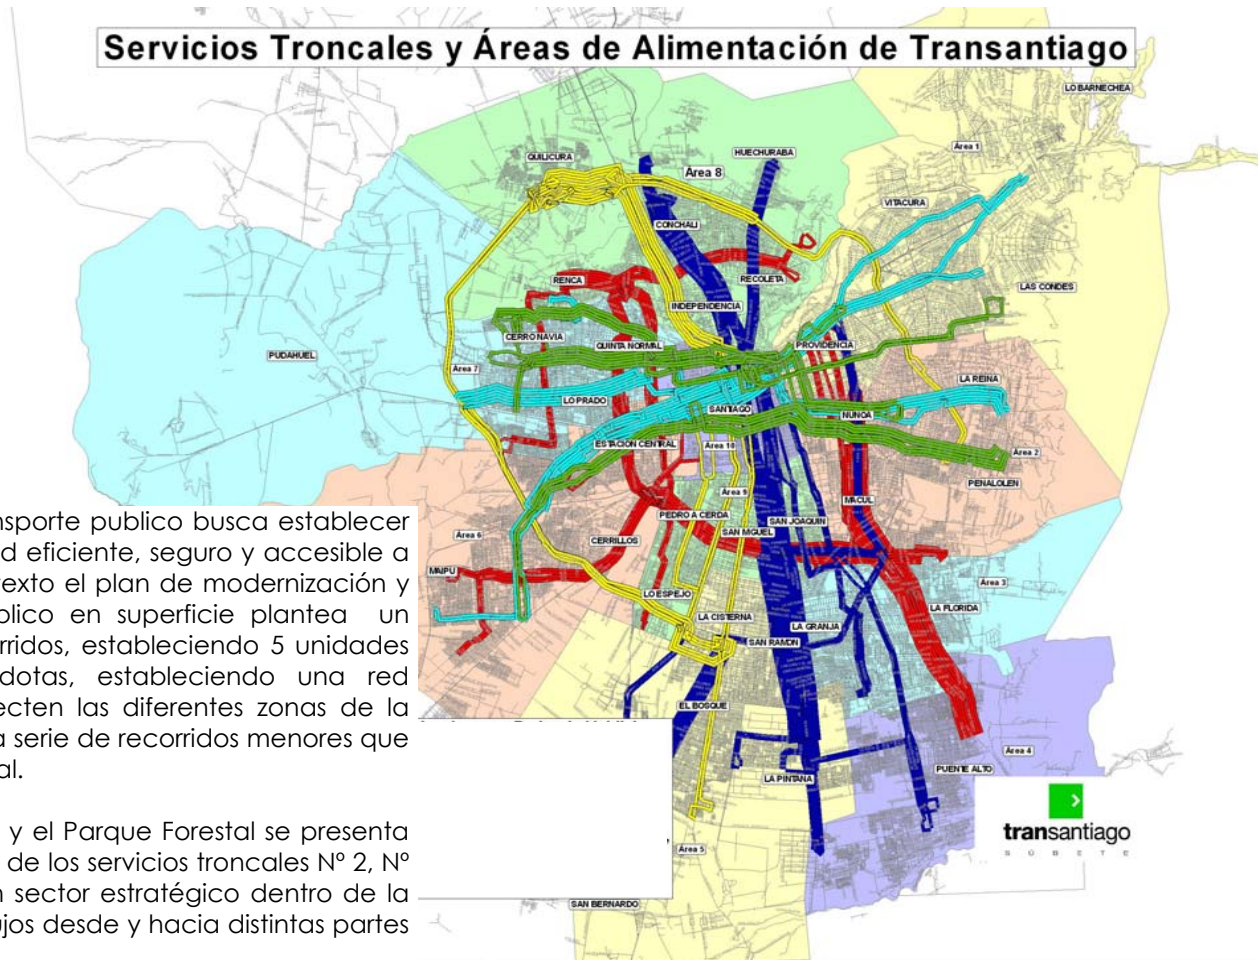 Servicios Troncales y Áreas de Alimentación de Transantiago
LO BARNECHEA
Área 1
QUILICURA
HUECHURABA
Área 8
VITACURA
CONCHALI
RENCA
RECOLETA
LAS CONDES
INDEPENDENCIA
CERRO NAVIA
QUINTA NORMAL
PROVIDENCIA
PUDAHUEL
Área 7
LA REINA
LO PRADO
SANTIAGO
NUNOA
ESTACION CENTRAL
Área 10
Área 2
PENALOLEN
Área 9
MACUL
PEDRO A CERDA
SAN JOAQUIN
SAN MIGUEL
Área 6
CERRILLOS
MAIPU
Área 3
LO ESPEJO
LA FLORIDA
LA CISTERNA
LA GRANJA
SAN RAMON
EL BOSQUE
Área 4
PUENTE ALTO
LA PINTANA
Área 5
SAN BERNARDO
transantiago
SÚBETE
nsporte publico busca establecer
d eficiente, seguro y accesible a
texto el plan de modernización y
blico en superficie plantea un
rridos, estableciendo 5 unidades
dotas, estableciendo una red
ecten las diferentes zonas de la
a serie de recorridos menores que
al.
y el Parque Forestal se presenta
de los servicios troncales Nº 2, Nº
n sector estratégico dentro de la
ujos desde y hacia distintas partes